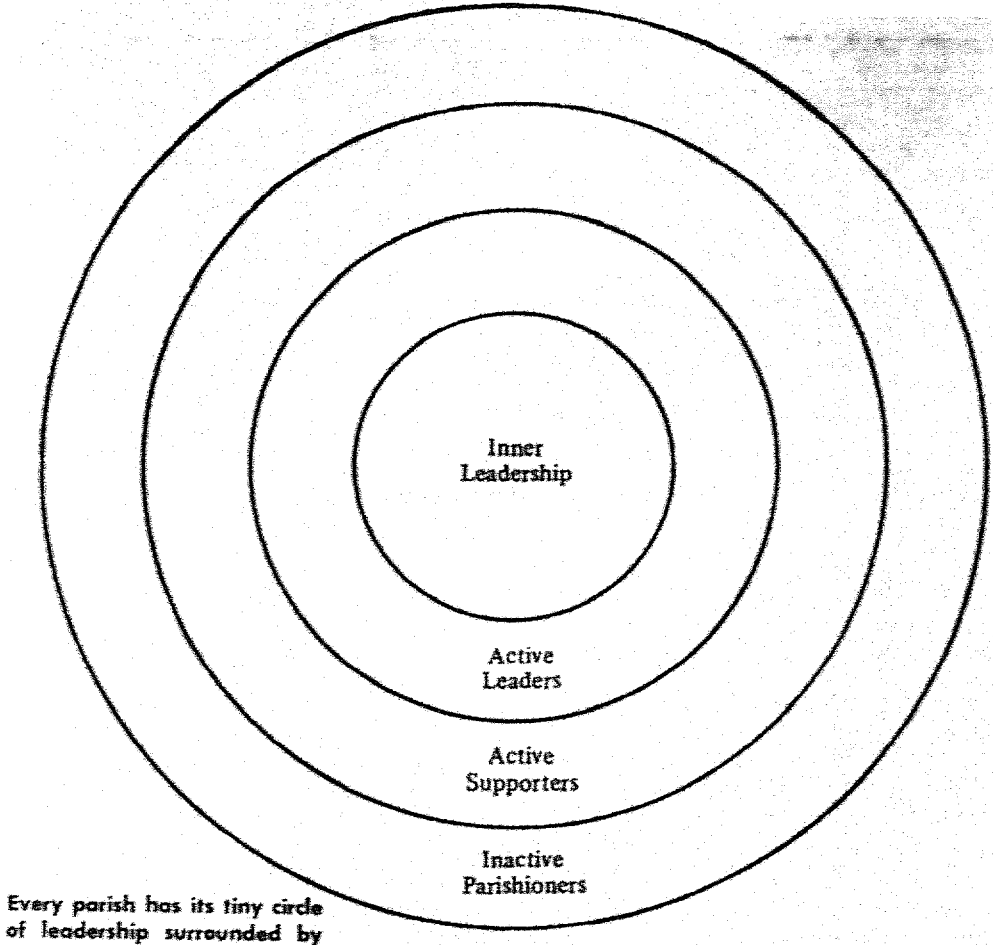 Inner
Leadership
Active
Leaders
Active
Supporters
Inactive
Parishioners
Every parish has its tiny circle
of leadership surrounded by